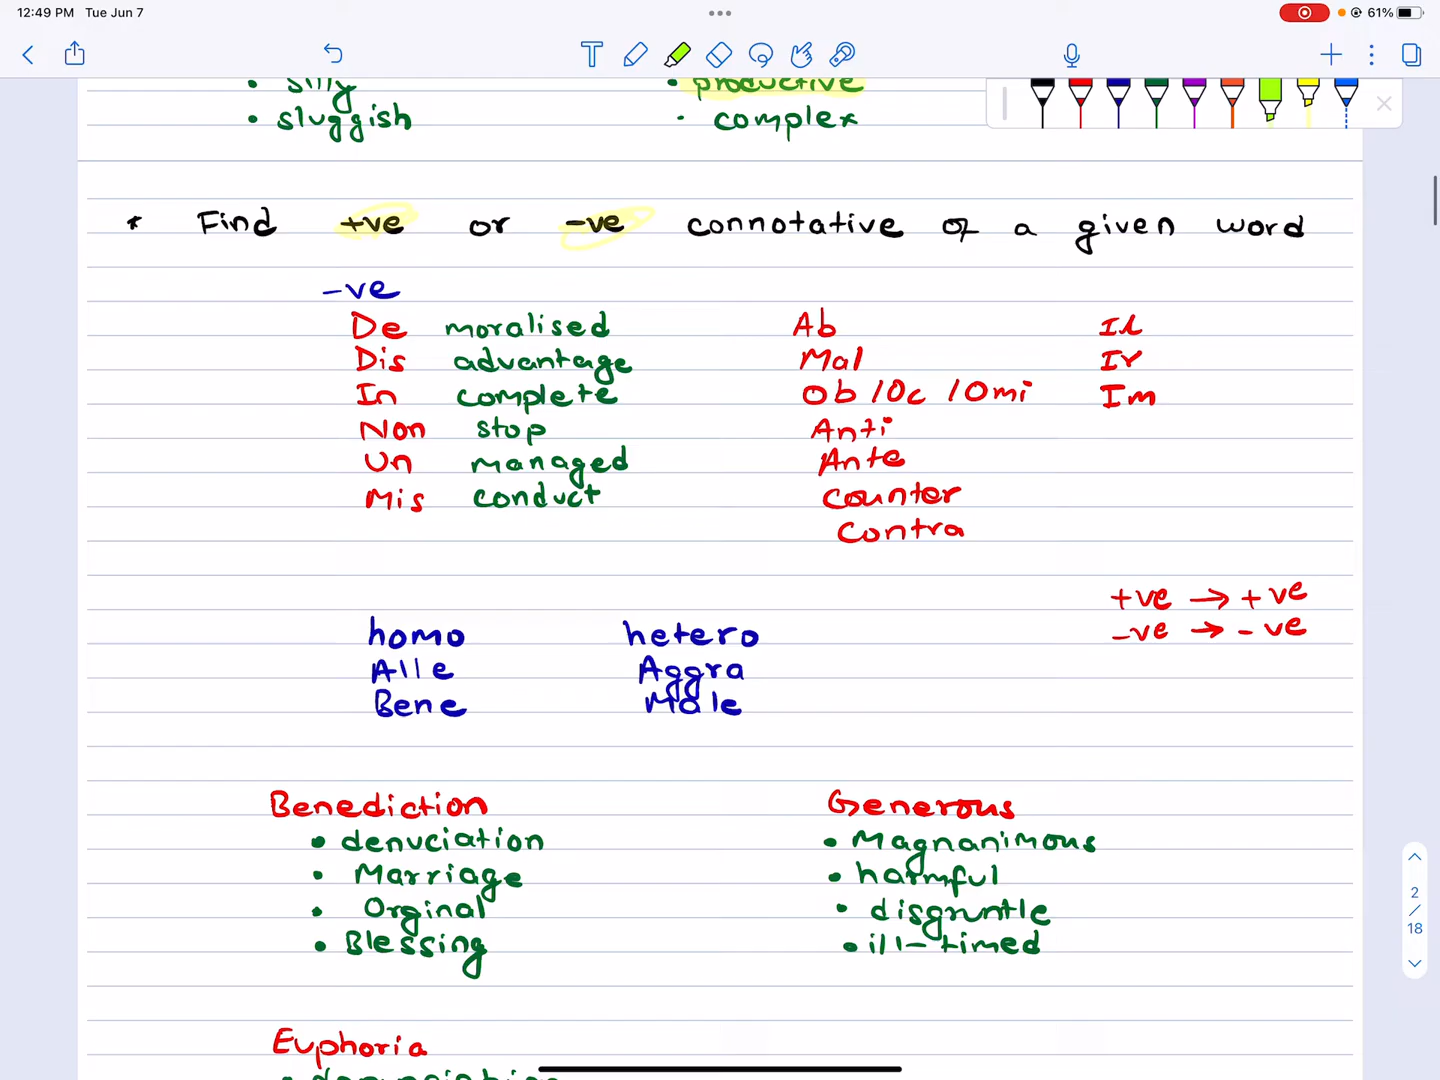 12:49 PM Tue Jun 7
61%
• silly • productive
• sluggish • complex
* Find +ve or -ve connotative of a given word
-ve
De moralised Ab Il
Dis advantage Mal Ir
In complete Ob / Oc / Omi Im
Non stop Anti
Un managed Ante
Mis conduct Counter
Contra
+ve → +ve
-ve → -ve
homo hetero
Alle Aggra
Bene Male
Benediction Generous
• denuciation • Magnanimous
• Marriage • harmful
• Orginal • disgruntle
• Blessing • ill-timed
2
/
18
Euphoria